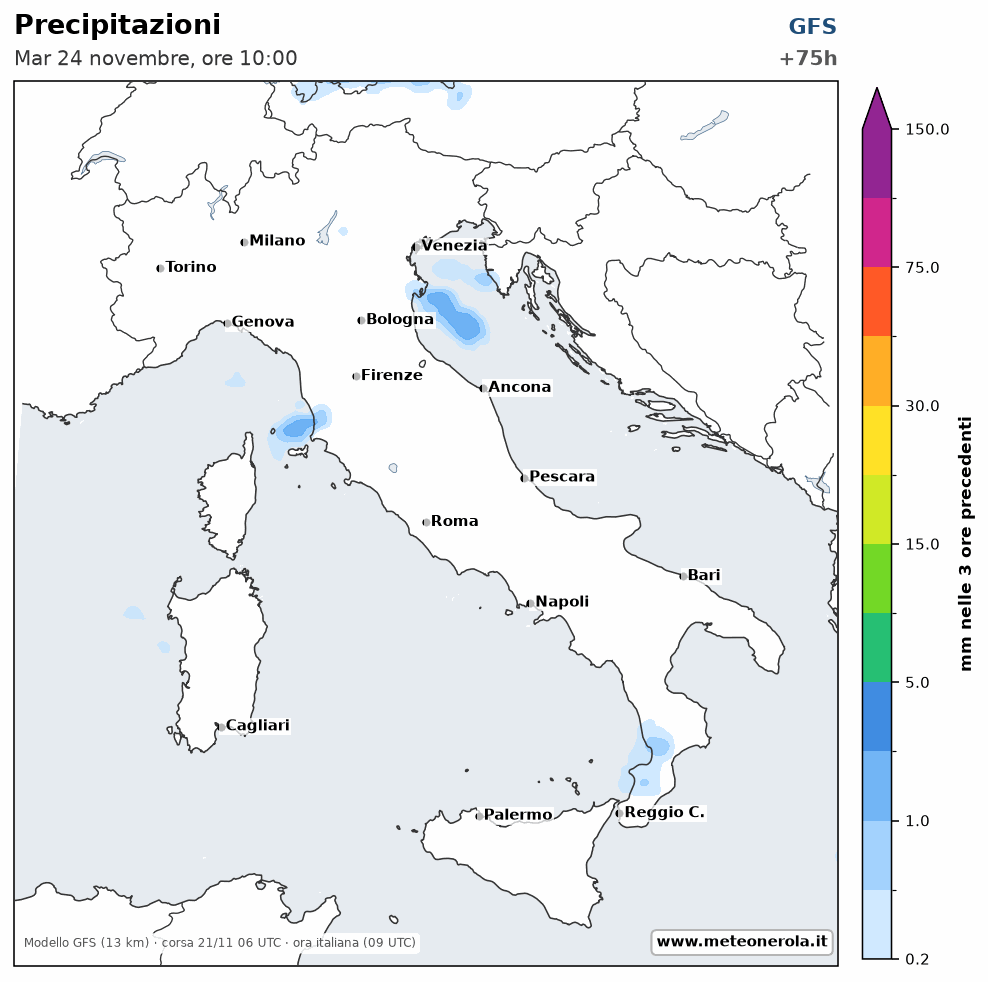 Precipitazioni
GFS
Mar 24 novembre, ore 10:00
+75h
150.0
75.0
30.0
15.0
5.0
1.0
0.2
mm nelle 3 ore precedenti
Milano
Venezia
Torino
Genova
Bologna
Firenze
Ancona
Pescara
Roma
Bari
Napoli
Cagliari
Palermo
Reggio C.
Modello GFS (13 km) · corsa 21/11 06 UTC · ora italiana (09 UTC)
www.meteonerola.it